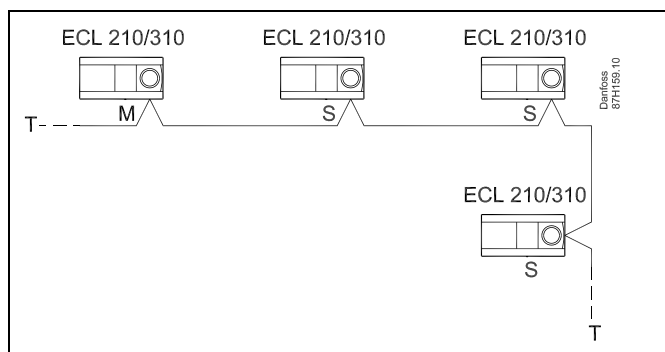 ECL 210/310
ECL 210/310
ECL 210/310
Danfoss
87H159.10
M
S
S
T
ECL 210/310
S
T